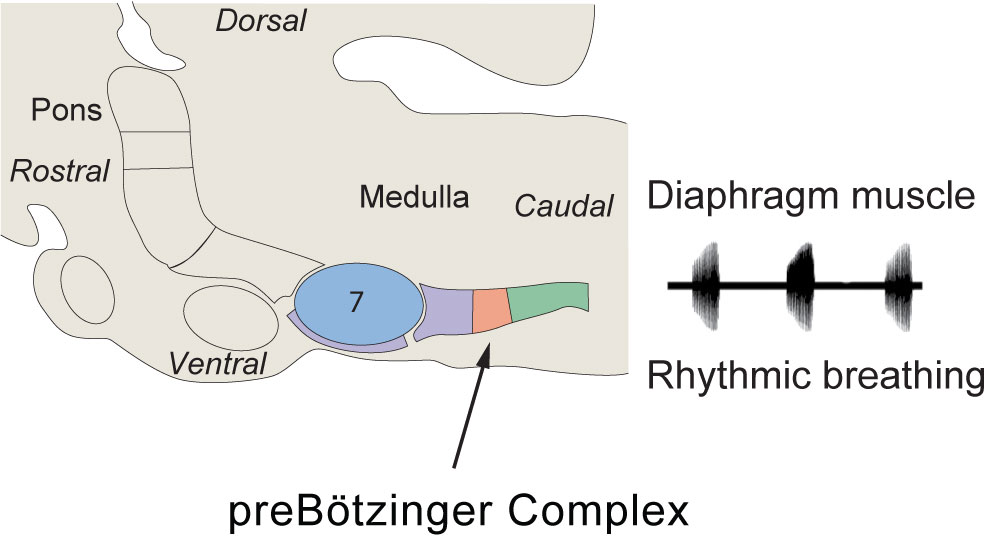 Dorsal
Pons
Rostral
Medulla
Caudal
Diaphragm muscle
7
Ventral
Rhythmic breathing
preBötzinger Complex